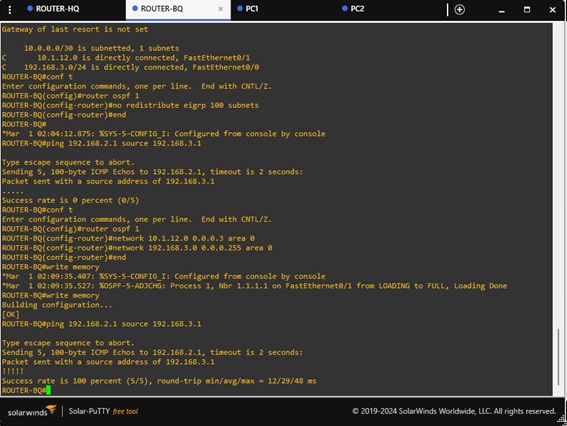 ROUTER-HQ
ROUTER-BQ
PC1
PC2
Gateway of last resort is not set
10.0.0.0/30 is subnetted, 1 subnets
C 10.1.12.0 is directly connected, FastEthernet0/1
C 192.168.3.0/24 is directly connected, FastEthernet0/0
ROUTER-BQ#conf t
Enter configuration commands, one per line. End with CNTL/Z.
ROUTER-BQ(config)#router ospf 1
ROUTER-BQ(config-router)#no redistribute eigrp 100 subnets
ROUTER-BQ(config-router)#end
ROUTER-BQ#
*Mar 1 02:04:12.875: %SYS-5-CONFIG_I: Configured from console by console
ROUTER-BQ#ping 192.168.2.1 source 192.168.3.1
Type escape sequence to abort.
Sending 5, 100-byte ICMP Echos to 192.168.2.1, timeout is 2 seconds:
Packet sent with a source address of 192.168.3.1
.....
Success rate is 0 percent (0/5)
ROUTER-BQ#conf t
Enter configuration commands, one per line. End with CNTL/Z.
ROUTER-BQ(config)#router ospf 1
ROUTER-BQ(config-router)#network 10.1.12.0 0.0.0.3 area 0
ROUTER-BQ(config-router)#network 192.168.3.0 0.0.0.255 area 0
ROUTER-BQ(config-router)#end
ROUTER-BQ#write memory
*Mar 1 02:09:35.407: %SYS-5-CONFIG_I: Configured from console by console
*Mar 1 02:09:35.527: %OSPF-5-ADJCHG: Process 1, Nbr 1.1.1.1 on FastEthernet0/1 from LOADING to FULL, Loading Done
ROUTER-BQ#write memory
Building configuration...
[OK]
ROUTER-BQ#ping 192.168.2.1 source 192.168.3.1
Type escape sequence to abort.
Sending 5, 100-byte ICMP Echos to 192.168.2.1, timeout is 2 seconds:
Packet sent with a source address of 192.168.3.1
!!!!!
Success rate is 100 percent (5/5), round-trip min/avg/max = 12/29/48 ms
ROUTER-BQ#
solarwinds | Solar-PuTTY free tool
© 2019-2024 SolarWinds Worldwide, LLC. All rights reserved.